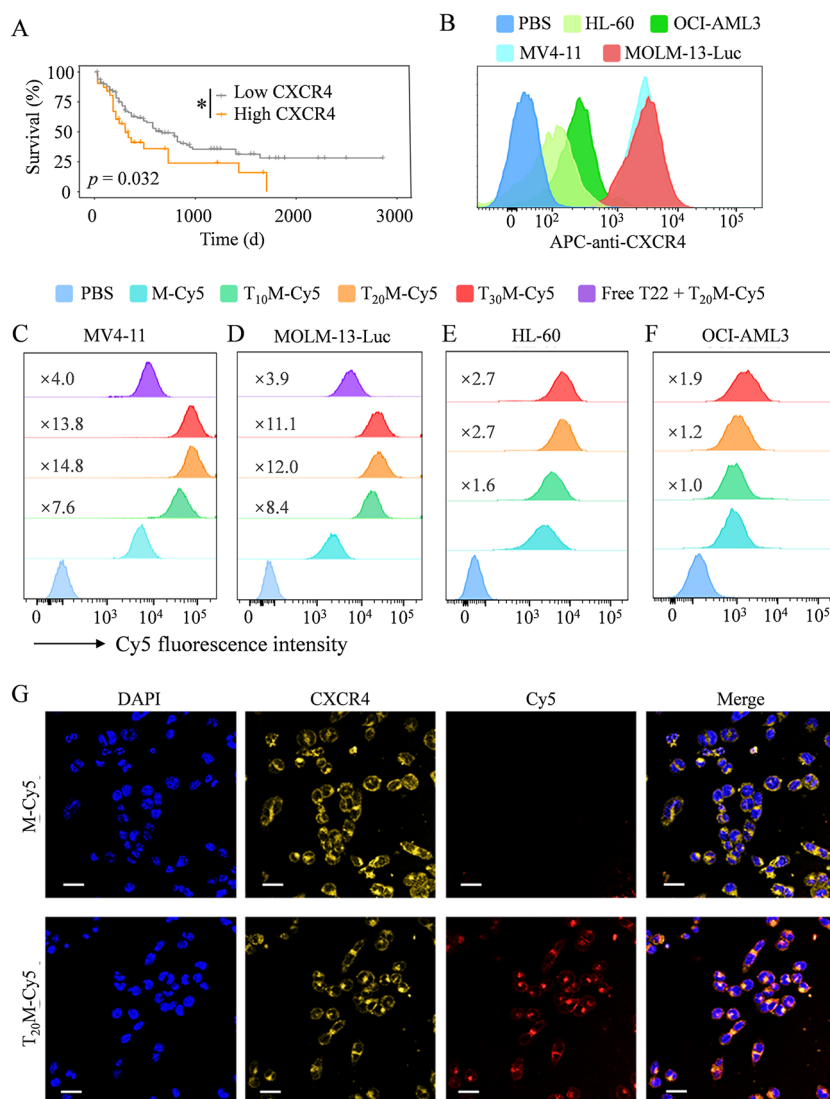 A
Survival (%)
100
75
50
25
0
* Low CXCR4
High CXCR4
p = 0.032
0 1000 2000 3000
Time (d)
B
PBS HL-60 OCI-AML3
MV4-11 MOLM-13-Luc
0 10² 10³ 10⁴ 10⁵
APC-anti-CXCR4
PBS M-Cy5 T₁₀M-Cy5 T₂₀M-Cy5 T₃₀M-Cy5 Free T22 + T₂₀M-Cy5
C MV4-11
×4.0
×13.8
×14.8
×7.6
0 10³ 10⁴ 10⁵
D MOLM-13-Luc
×3.9
×11.1
×12.0
×8.4
0 10³ 10⁴ 10⁵
E HL-60
×2.7
×2.7
×1.6
0 10³ 10⁴ 10⁵
F OCI-AML3
×1.9
×1.2
×1.0
0 10³ 10⁴ 10⁵
Cy5 fluorescence intensity
G
DAPI CXCR4 Cy5 Merge
M-Cy5
T₂₀M-Cy5